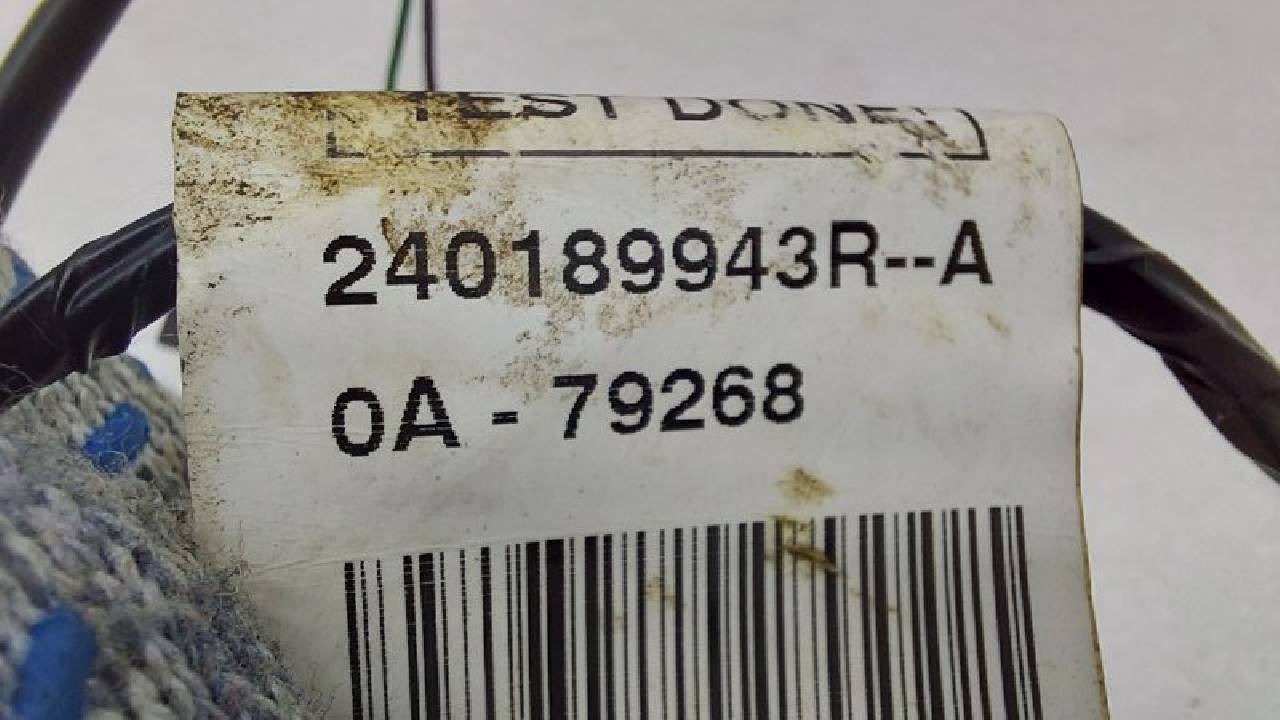 TEST DONE!
240189943R--A
0A - 79268